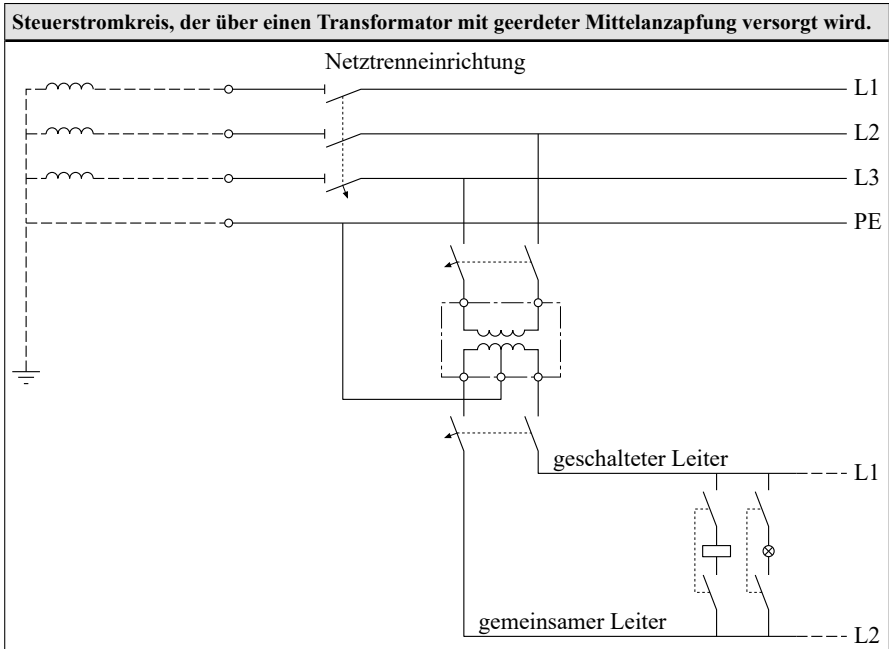 Steuerstromkreis, der über einen Transformator mit geerdeter Mittelanzapfung versorgt wird.
Netztrenneinrichtung
L1
L2
L3
PE
geschalteter Leiter
L1
gemeinsamer Leiter
L2